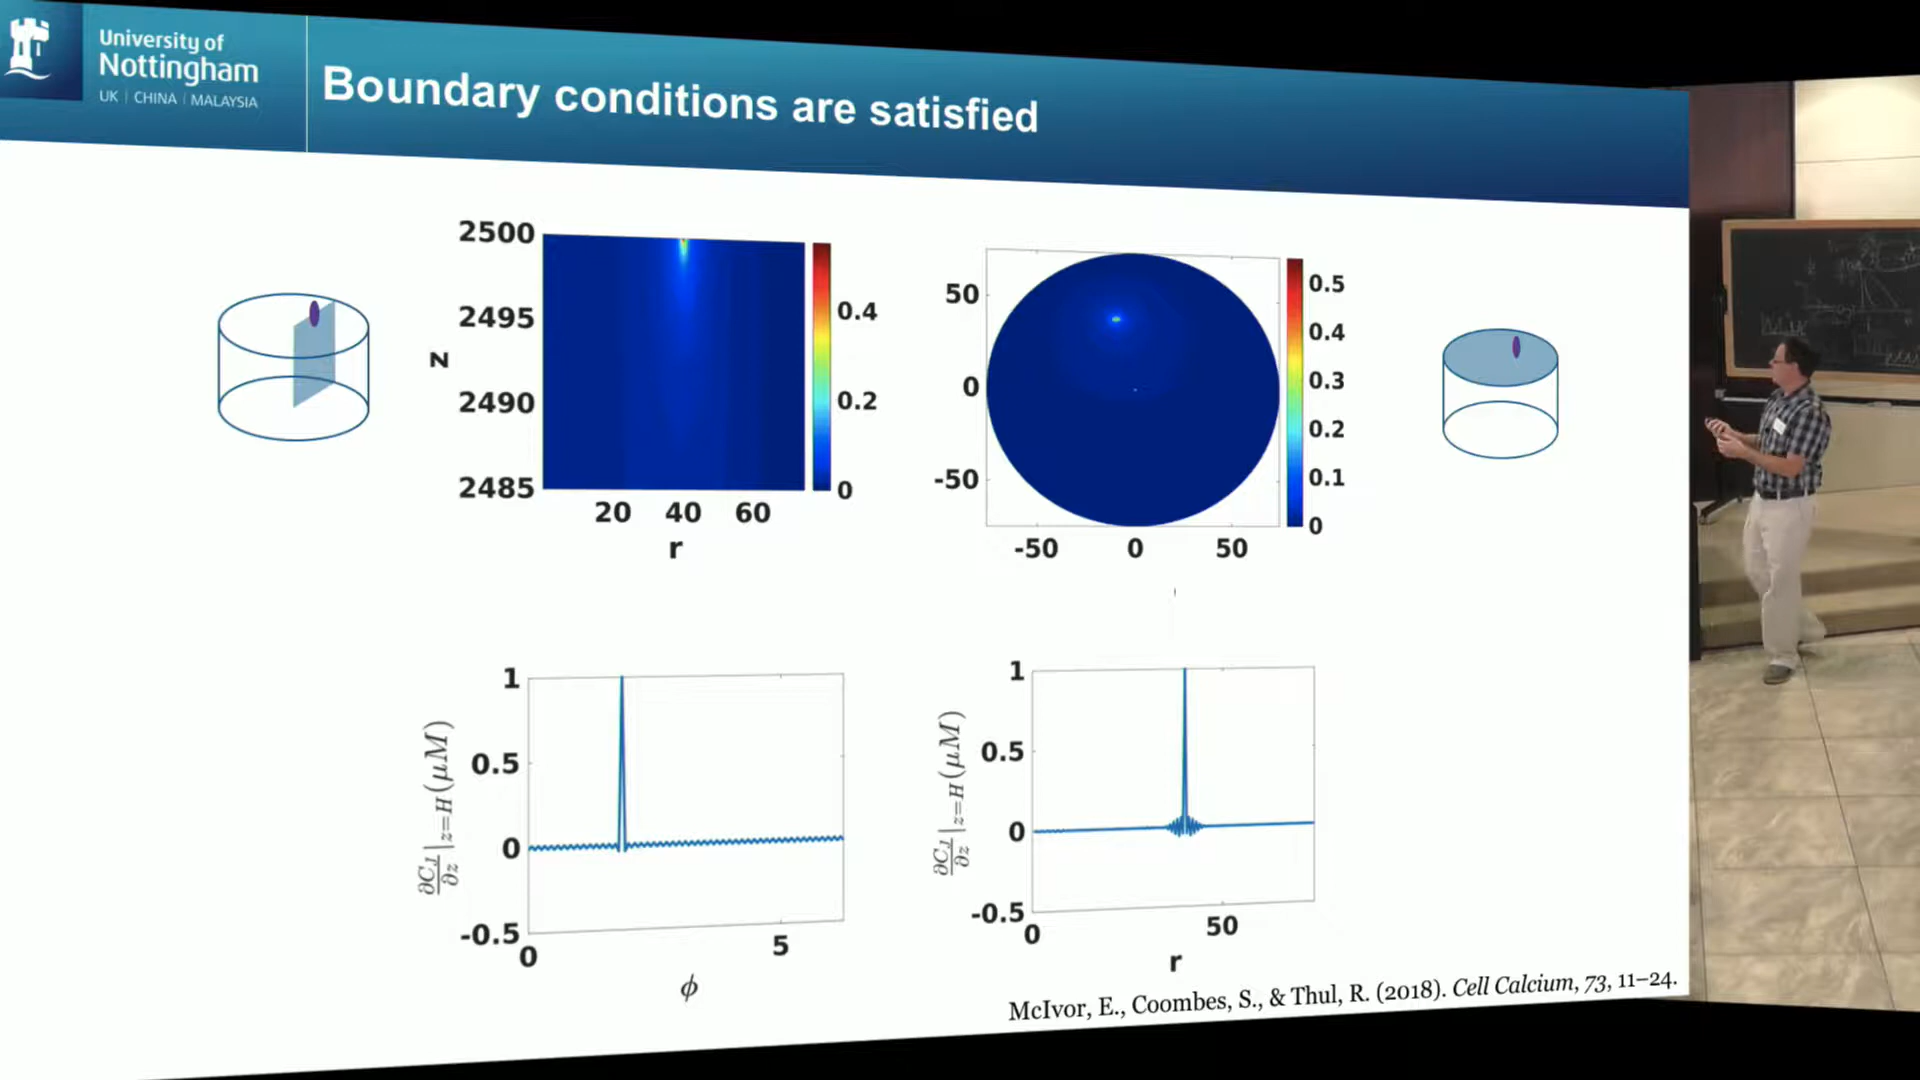 University of
Nottingham
UK | CHINA | MALAYSIA
Boundary conditions are satisfied
2500
2495
2490
2485
z
20 40 60
r
0.4
0.2
0
50
0
-50
-50 0 50
0.5
0.4
0.3
0.2
0.1
0
1
0.5
0
-0.5
0 5
∂C_J/∂z|z=H (μM)
ϕ
1
0.5
0
-0.5
0 50
∂C_J/∂z|z=H (μM)
r
McIvor, E., Coombes, S., & Thul, R. (2018). Cell Calcium, 73, 11–24.